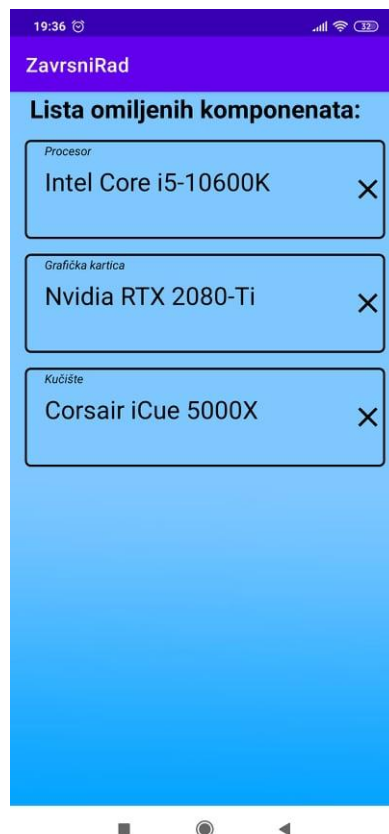 19:36
32
ZavrsniRad
Lista omiljenih komponenata:
Procesor
Intel Core i5-10600K
Grafička kartica
Nvidia RTX 2080-Ti
Kučište
Corsair iCue 5000X